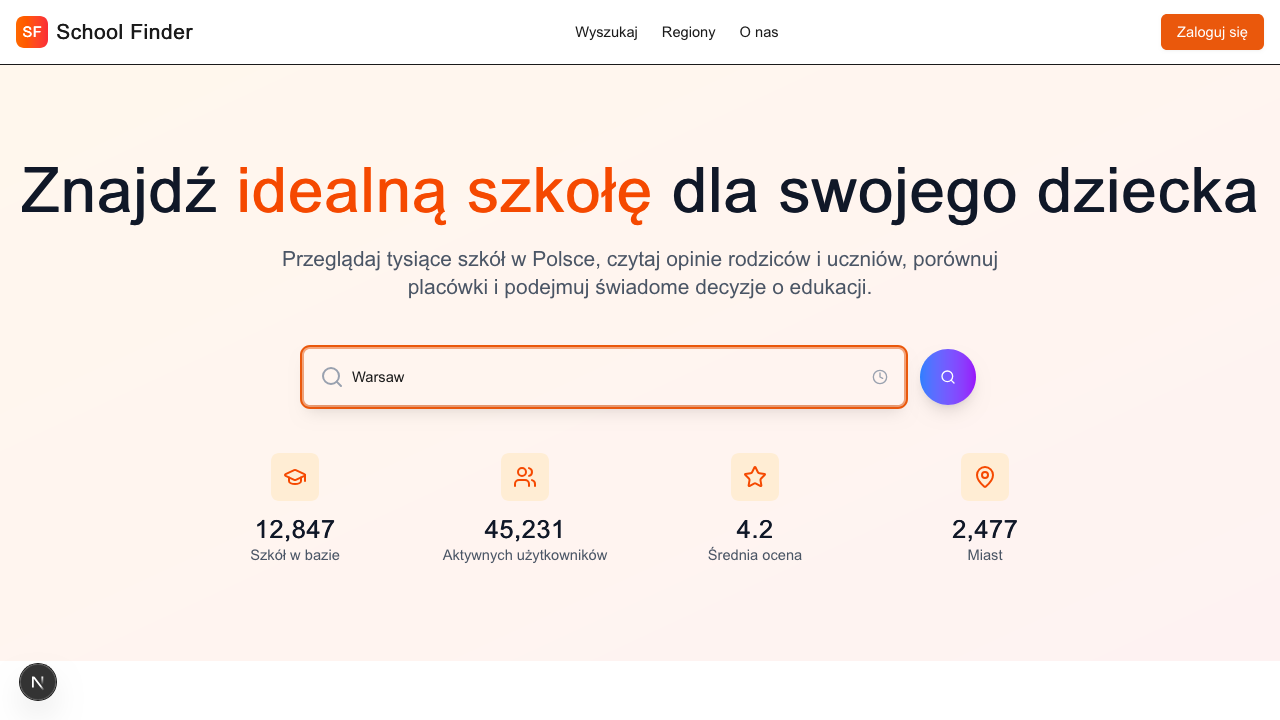 SF School Finder
Wyszukaj Regiony O nas
Zaloguj się
Znajdź idealną szkołę dla swojego dziecka
Przeglądaj tysiące szkół w Polsce, czytaj opinie rodziców i uczniów, porównuj
placówki i podejmuj świadome decyzje o edukacji.
Warsaw
12,847
Szkół w bazie
45,231
Aktywnych użytkowników
4.2
Średnia ocena
2,477
Miast
N